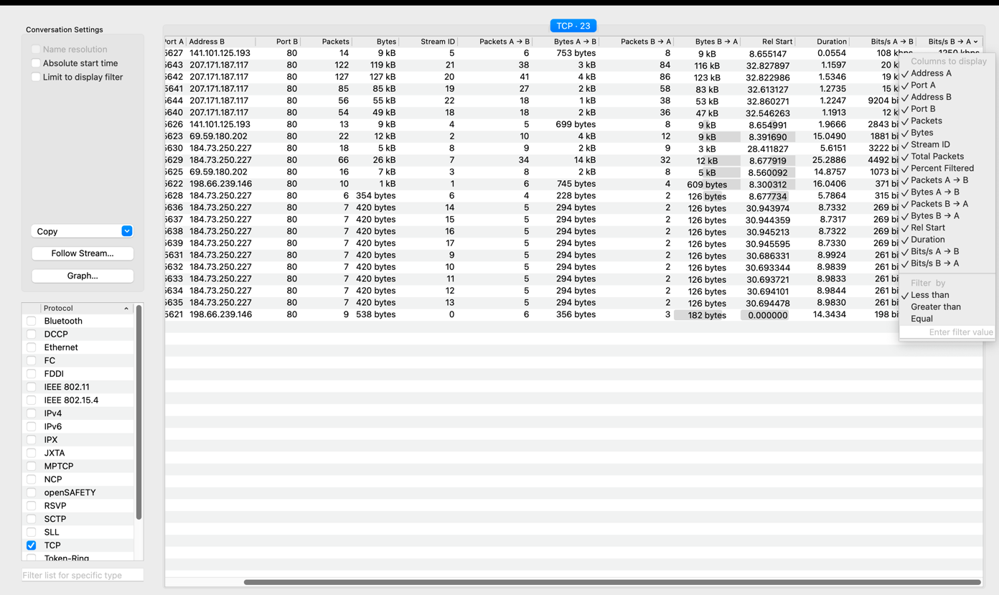 Conversation Settings
Name resolution
Absolute start time
Limit to display filter
Copy
Follow Stream...
Graph...
Protocol
Bluetooth
DCCP
Ethernet
FC
FDDI
IEEE 802.11
IEEE 802.15.4
IPv4
IPv6
IPX
JXTA
MPTCP
NCP
openSAFETY
RSVP
SCTP
SLL
TCP
Token-Ring
Filter list for specific type
TCP · 23
Port A Address B Port B Packets Bytes Stream ID Packets A → B Bytes A → B Packets B → A Bytes B → A Rel Start Duration Bits/s A → B Bits/s B → A
5627 141.101.125.193 80 14 9 kB 5 6 753 bytes 8 9 kB 8.655147 0.0554 108 kbps 1250 kbps
5643 207.171.187.117 80 122 119 kB 21 38 3 kB 84 116 kB 32.827897 1.1597 20 k
5642 207.171.187.117 80 127 127 kB 20 41 4 kB 86 123 kB 32.822986 1.5346 19 k
5641 207.171.187.117 80 85 85 kB 19 27 2 kB 58 83 kB 32.613127 1.2735 15 k
5644 207.171.187.117 80 56 55 kB 22 18 1 kB 38 53 kB 32.860271 1.2247 9204 bi
5640 207.171.187.117 80 54 49 kB 18 18 2 kB 36 47 kB 32.546263 1.1913 12 k
5626 141.101.125.193 80 13 9 kB 4 5 699 bytes 8 9 kB 8.654991 1.9666 2843 bi
5623 69.59.180.202 80 22 12 kB 2 10 4 kB 12 9 kB 8.391690 15.0490 1881 bi
5630 184.73.250.227 80 18 5 kB 8 9 2 kB 9 3 kB 28.411827 5.6151 3222 bi
5629 184.73.250.227 80 66 26 kB 7 34 14 kB 32 12 kB 8.677919 25.2886 4492 bi
5625 69.59.180.202 80 16 7 kB 3 8 2 kB 8 5 kB 8.560092 14.8757 1073 bi
5622 198.66.239.146 80 10 1 kB 1 6 745 bytes 4 609 bytes 8.300312 16.0406 371 bi
5628 184.73.250.227 80 6 354 bytes 6 4 228 bytes 2 126 bytes 8.677734 5.7864 315 bi
5636 184.73.250.227 80 7 420 bytes 14 5 294 bytes 2 126 bytes 30.943974 8.7332 269 bi
5637 184.73.250.227 80 7 420 bytes 15 5 294 bytes 2 126 bytes 30.944359 8.7317 269 bi
5638 184.73.250.227 80 7 420 bytes 16 5 294 bytes 2 126 bytes 30.945213 8.7322 269 bi
5639 184.73.250.227 80 7 420 bytes 17 5 294 bytes 2 126 bytes 30.945595 8.7330 269 bi
5631 184.73.250.227 80 7 420 bytes 9 5 294 bytes 2 126 bytes 30.686331 8.9924 261 bi
5632 184.73.250.227 80 7 420 bytes 10 5 294 bytes 2 126 bytes 30.693344 8.9839 261 bi
5633 184.73.250.227 80 7 420 bytes 11 5 294 bytes 2 126 bytes 30.693721 8.9833 261 bi
5634 184.73.250.227 80 7 420 bytes 12 5 294 bytes 2 126 bytes 30.694101 8.9844 261 bi
5635 184.73.250.227 80 7 420 bytes 13 5 294 bytes 2 126 bytes 30.694478 8.9830 261 bi
5621 198.66.239.146 80 9 538 bytes 0 6 356 bytes 3 182 bytes 0.000000 14.3434 198 bi
Columns to display
Address A
Port A
Address B
Port B
Packets
Bytes
Stream ID
Total Packets
Percent Filtered
Packets A → B
Bytes A → B
Packets B → A
Bytes B → A
Rel Start
Duration
Bits/s A → B
Bits/s B → A
Filter by
Less than
Greater than
Equal
Enter filter value